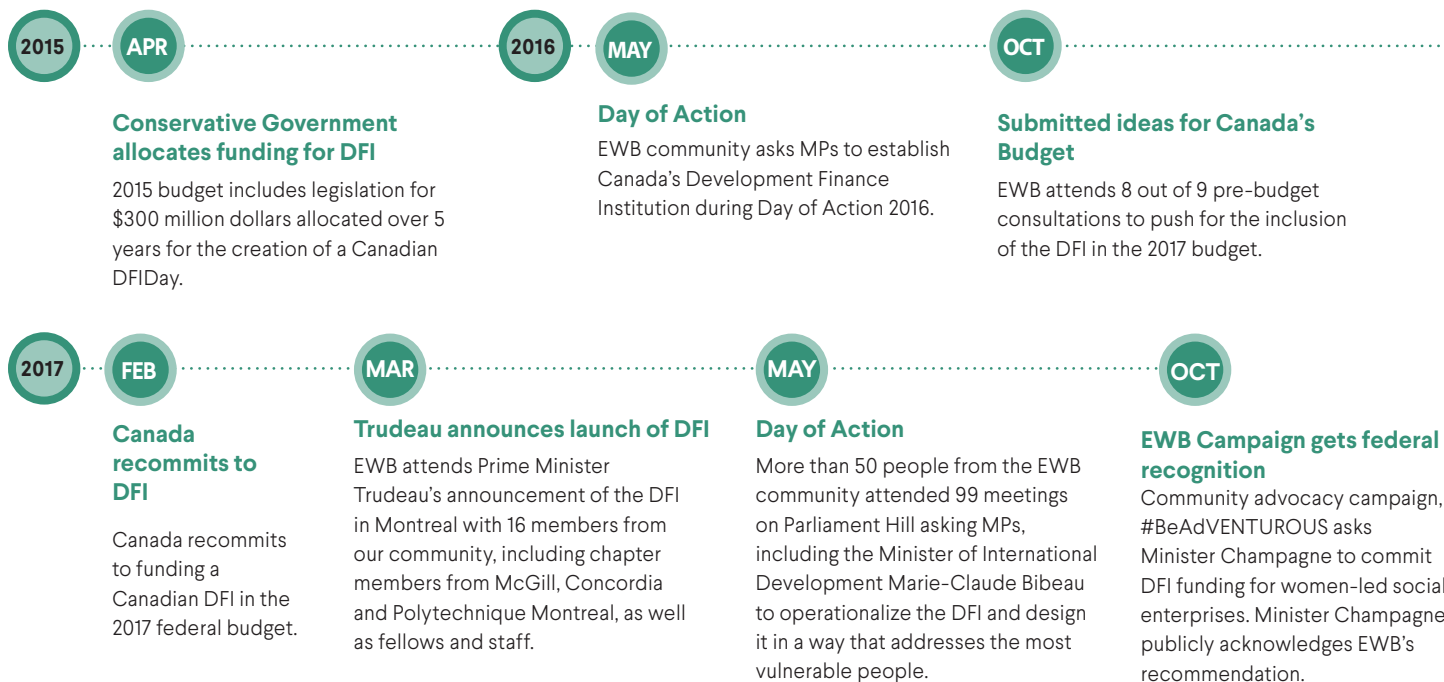 2015
APR
2016
MAY
OCT
Conservative Government
allocates funding for DFI
2015 budget includes legislation for
$300 million dollars allocated over 5
years for the creation of a Canadian
DFIDay.
Day of Action
EWB community asks MPs to establish
Canada's Development Finance
Institution during Day of Action 2016.
Submitted ideas for Canada's
Budget
EWB attends 8 out of 9 pre-budget
consultations to push for the inclusion
of the DFI in the 2017 budget.
2017
FEB
MAR
MAY
OCT
Canada
recommits to
DFI
Canada recommits
to funding a
Canadian DFI in the
2017 federal budget.
Trudeau announces launch of DFI
EWB attends Prime Minister
Trudeau's announcement of the DFI
in Montreal with 16 members from
our community, including chapter
members from McGill, Concordia
and Polytechnique Montreal, as well
as fellows and staff.
Day of Action
More than 50 people from the EWB
community attended 99 meetings
on Parliament Hill asking MPs,
including the Minister of International
Development Marie-Claude Bibeau
to operationalize the DFI and design
it in a way that addresses the most
vulnerable people.
EWB Campaign gets federal
recognition
Community advocacy campaign,
#BeAdVENTUROUS asks
Minister Champagne to commit
DFI funding for women-led social
enterprises. Minister Champagne
publicly acknowledges EWB's
recommendation.